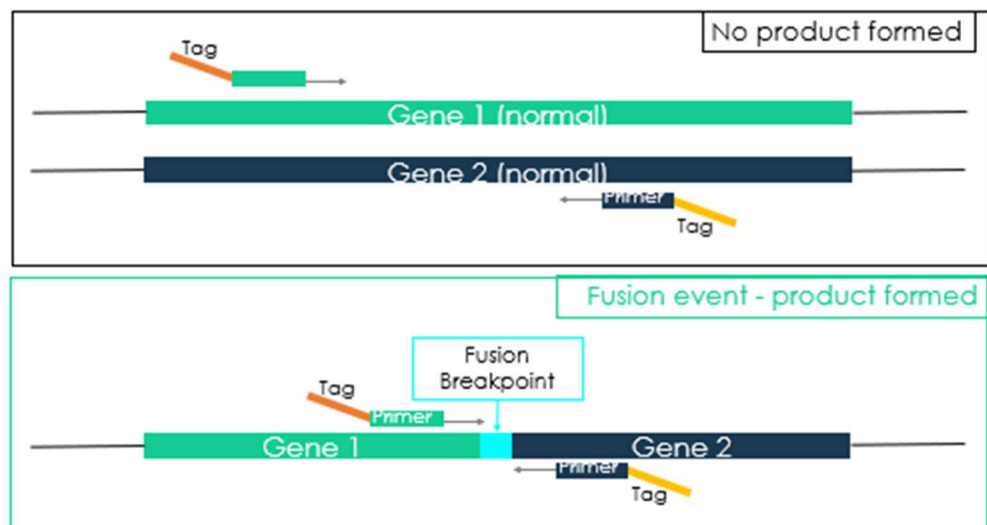 No product formed
Tag
Gene 1 (normal)
Gene 2 (normal)
Primer
Tag
Fusion event - product formed
Fusion
Breakpoint
Tag
Primer
Gene 1
Gene 2
Primer
Tag